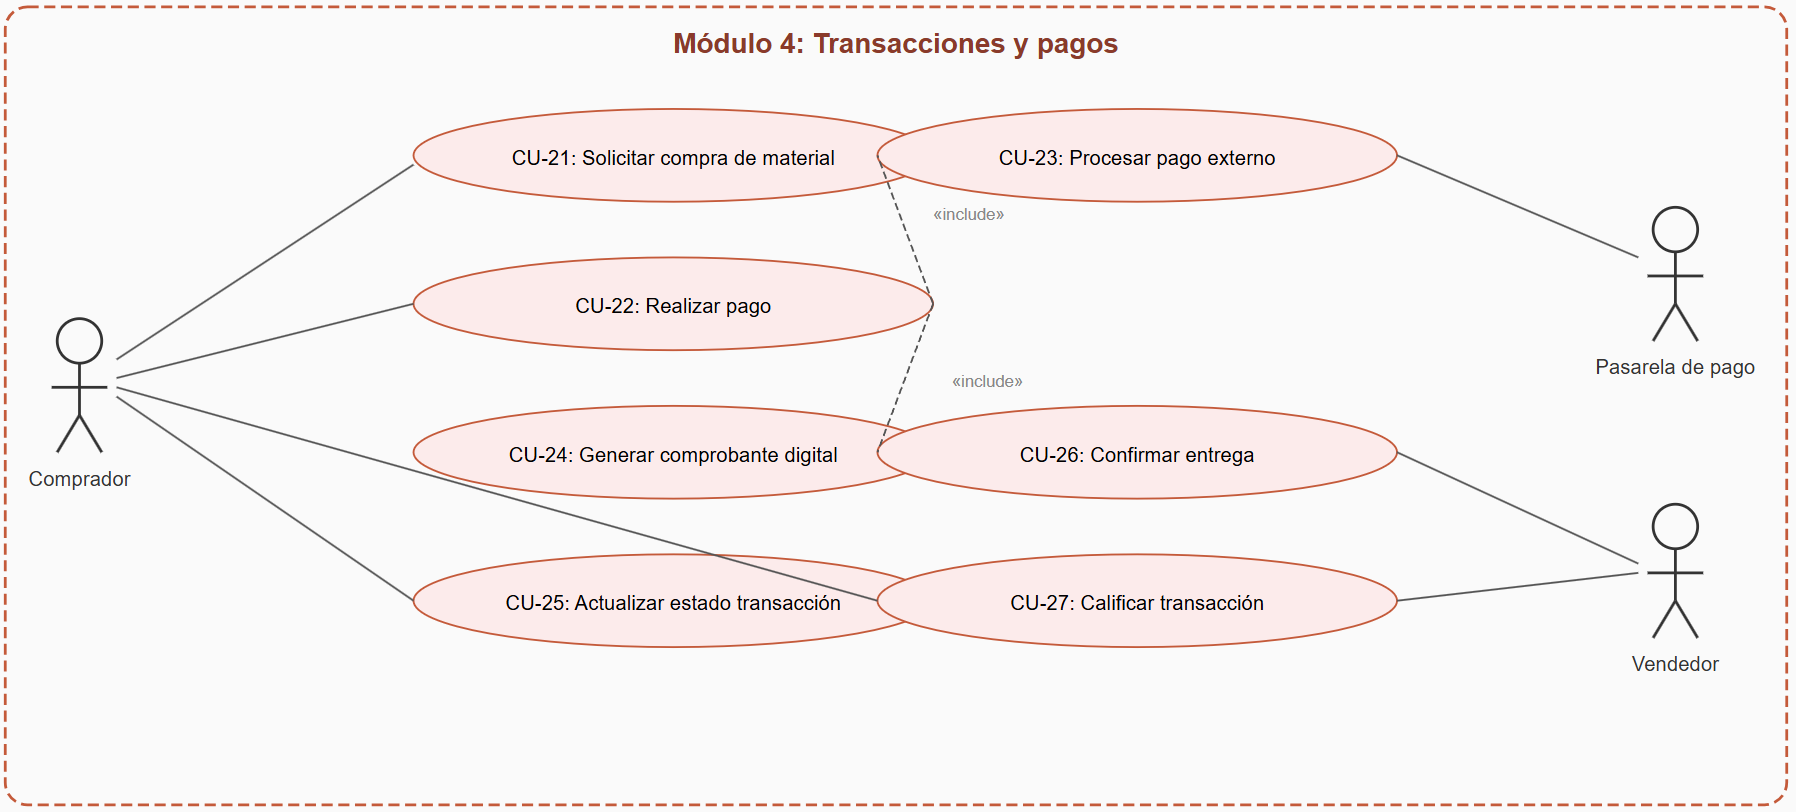 Módulo 4: Transacciones y pagos
CU-21: Solicitar compra de material
CU-23: Procesar pago externo
«include»
CU-22: Realizar pago
Pasarela de pago
«include»
CU-24: Generar comprobante digital
CU-26: Confirmar entrega
Comprador
CU-25: Actualizar estado transacción
CU-27: Calificar transacción
Vendedor